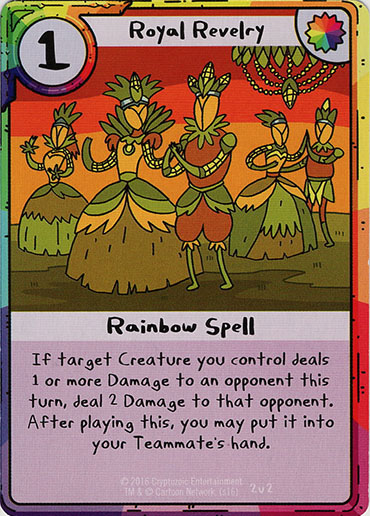 1
Royal Revelry
Rainbow Spell
If target Creature you control deals
1 or more Damage to an opponent this
turn, deal 2 Damage to that opponent.
After playing this, you may put it into
your Teammate's hand.
© 2016 Cryptozoic Entertainment
TM & © Cartoon Network. (s16)
2v2